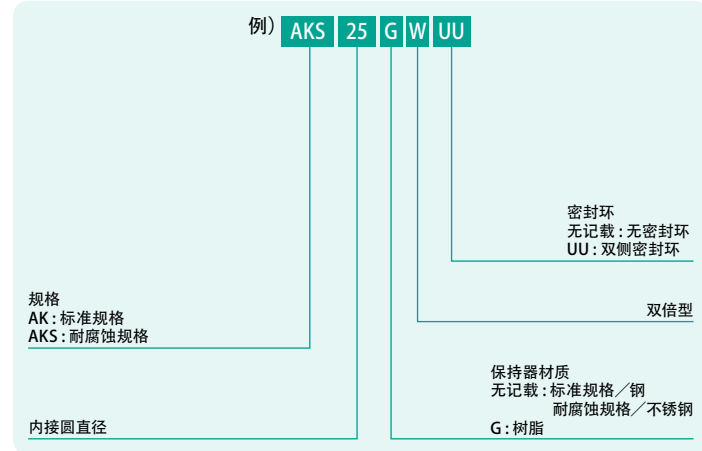 例） AKS 25 G W UU
密封环
无记载 : 无密封环
UU : 双侧密封环
双倍型
规格
AK : 标准规格
AKS : 耐腐蚀规格
保持器材质
无记载 : 标准规格／钢
耐腐蚀规格／不锈钢
G : 树脂
内接圆直径